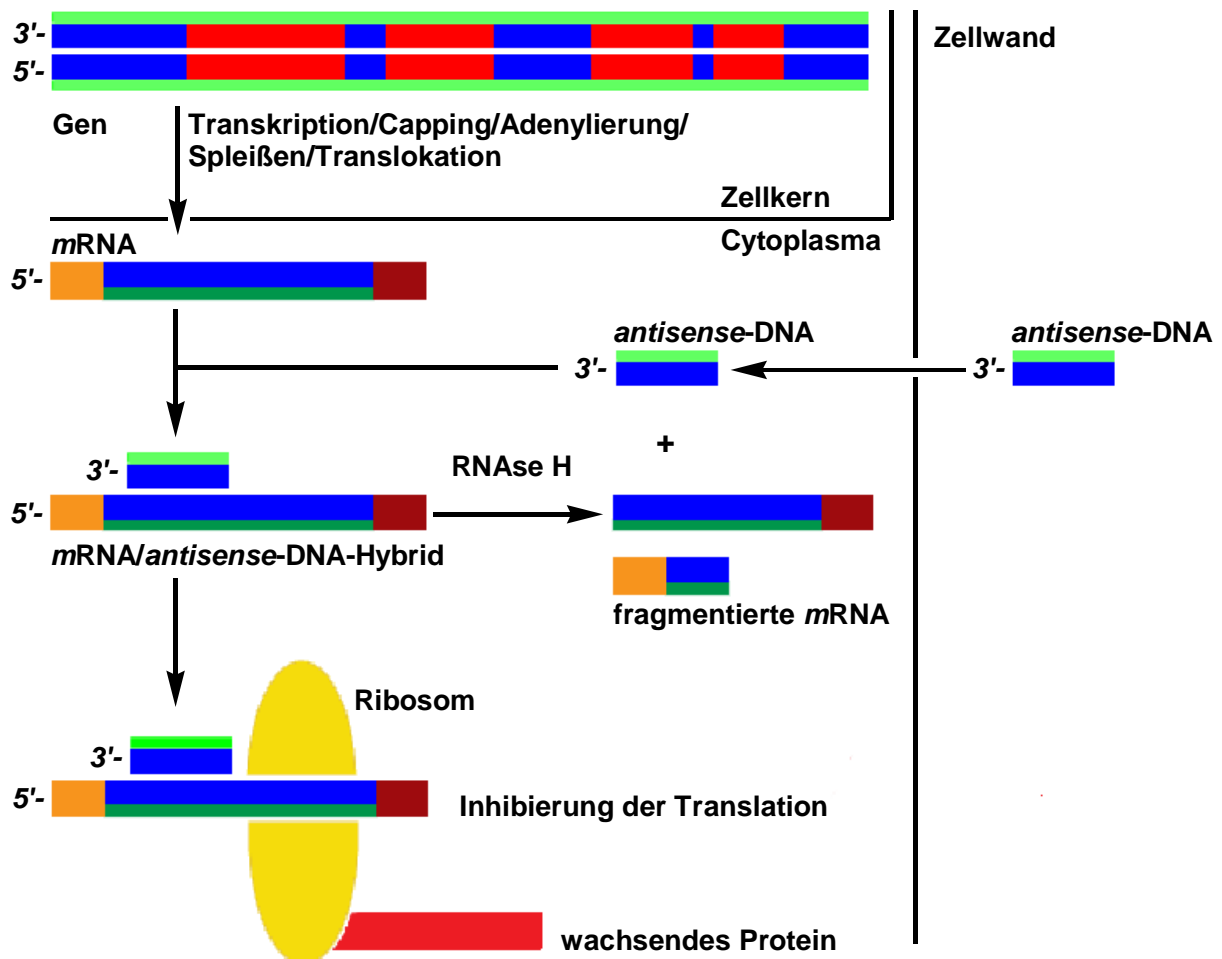 3'-
Zellwand
5'-
Gen
Transkription/Capping/Adenylierung/
Spleißen/Translokation
Zellkern
mRNA
Cytoplasma
5'-
antisense-DNA
antisense-DNA
3'-
3'-
+
3'-
RNAse H
5'-
mRNA/antisense-DNA-Hybrid
fragmentierte mRNA
Ribosom
3'-
5'-
Inhibierung der Translation
wachsendes Protein